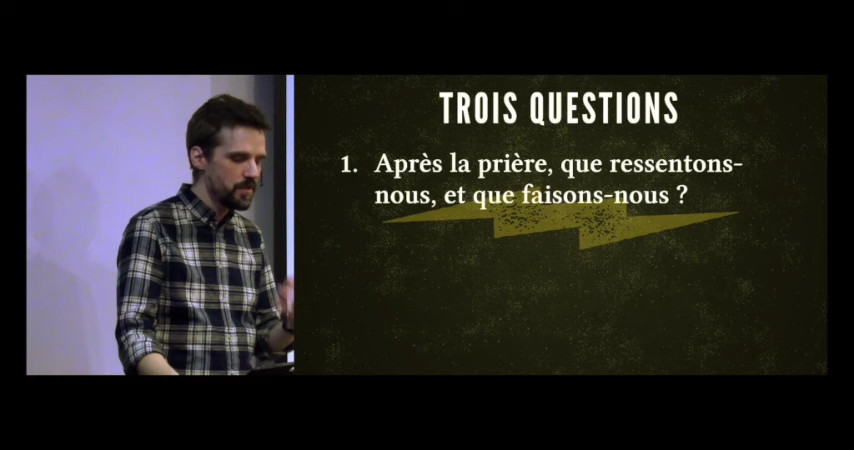 TROIS QUESTIONS
1. Après la prière, que ressentons-
nous, et que faisons-nous ?